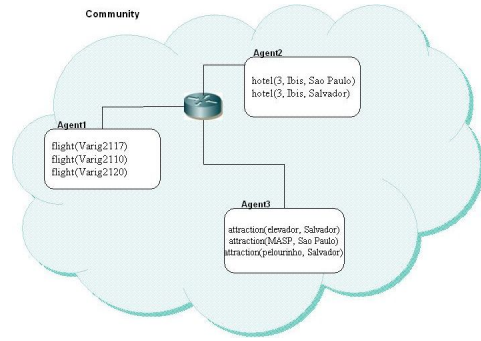 Community
Agent2
hotel(3, Ibis, Sao Paulo)
hotel(3, Ibis, Salvador)
Agent1
flight(Varig2117)
flight(Varig2110)
flight(Varig2120)
Agent3
attraction(elevador, Salvador)
attraction(MASP, Sao Paulo)
attraction(pelourinho, Salvador)